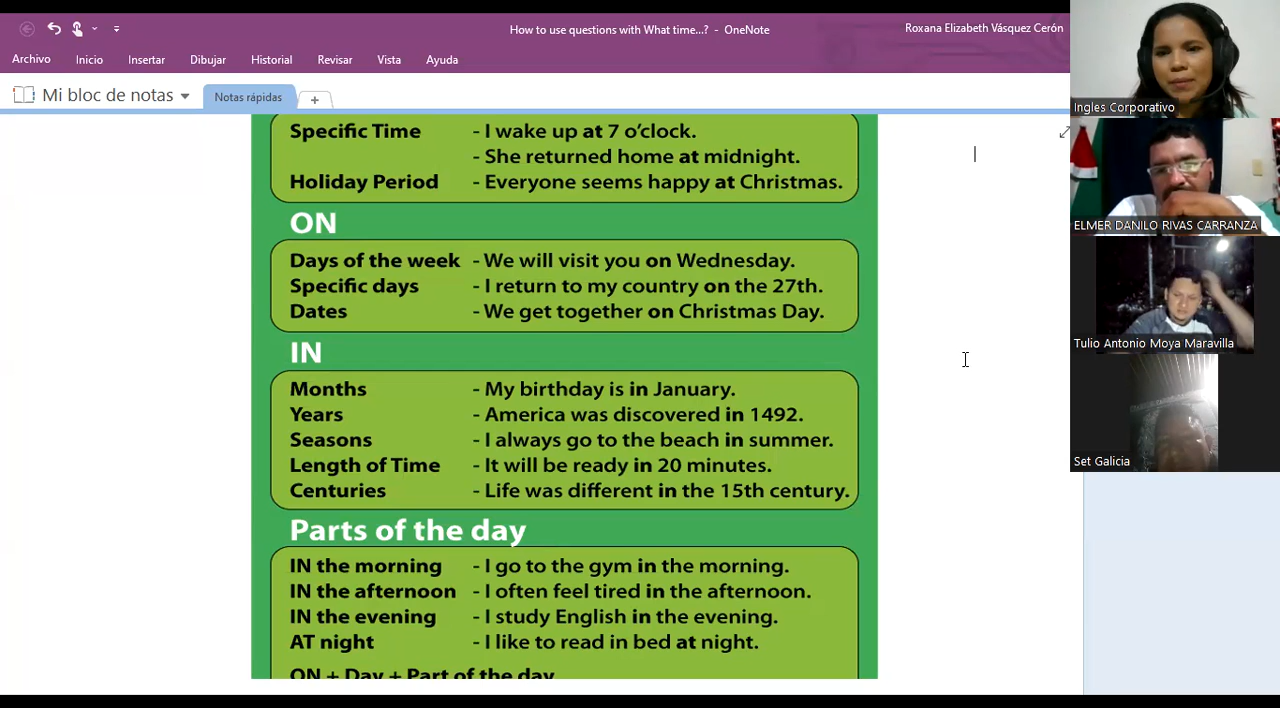 How to use questions with What time...? - OneNote
Roxana Elizabeth Vásquez Cerón
Archivo Inicio Insertar Dibujar Historial Revisar Vista Ayuda
Mi bloc de notas
Notas rápidas
+
Specific Time - I wake up at 7 o'clock.
- She returned home at midnight.
Holiday Period - Everyone seems happy at Christmas.
ON
Days of the week - We will visit you on Wednesday.
Specific days - I return to my country on the 27th.
Dates - We get together on Christmas Day.
IN
Months - My birthday is in January.
Years - America was discovered in 1492.
Seasons - I always go to the beach in summer.
Length of Time - It will be ready in 20 minutes.
Centuries - Life was different in the 15th century.
Parts of the day
IN the morning - I go to the gym in the morning.
IN the afternoon - I often feel tired in the afternoon.
IN the evening - I study English in the evening.
AT night - I like to read in bed at night.
ON + Day + Part of the day
Ingles Corporativo
ELMER DANILO RIVAS CARRANZA
Tulio Antonio Moya Maravilla
Set Galicia